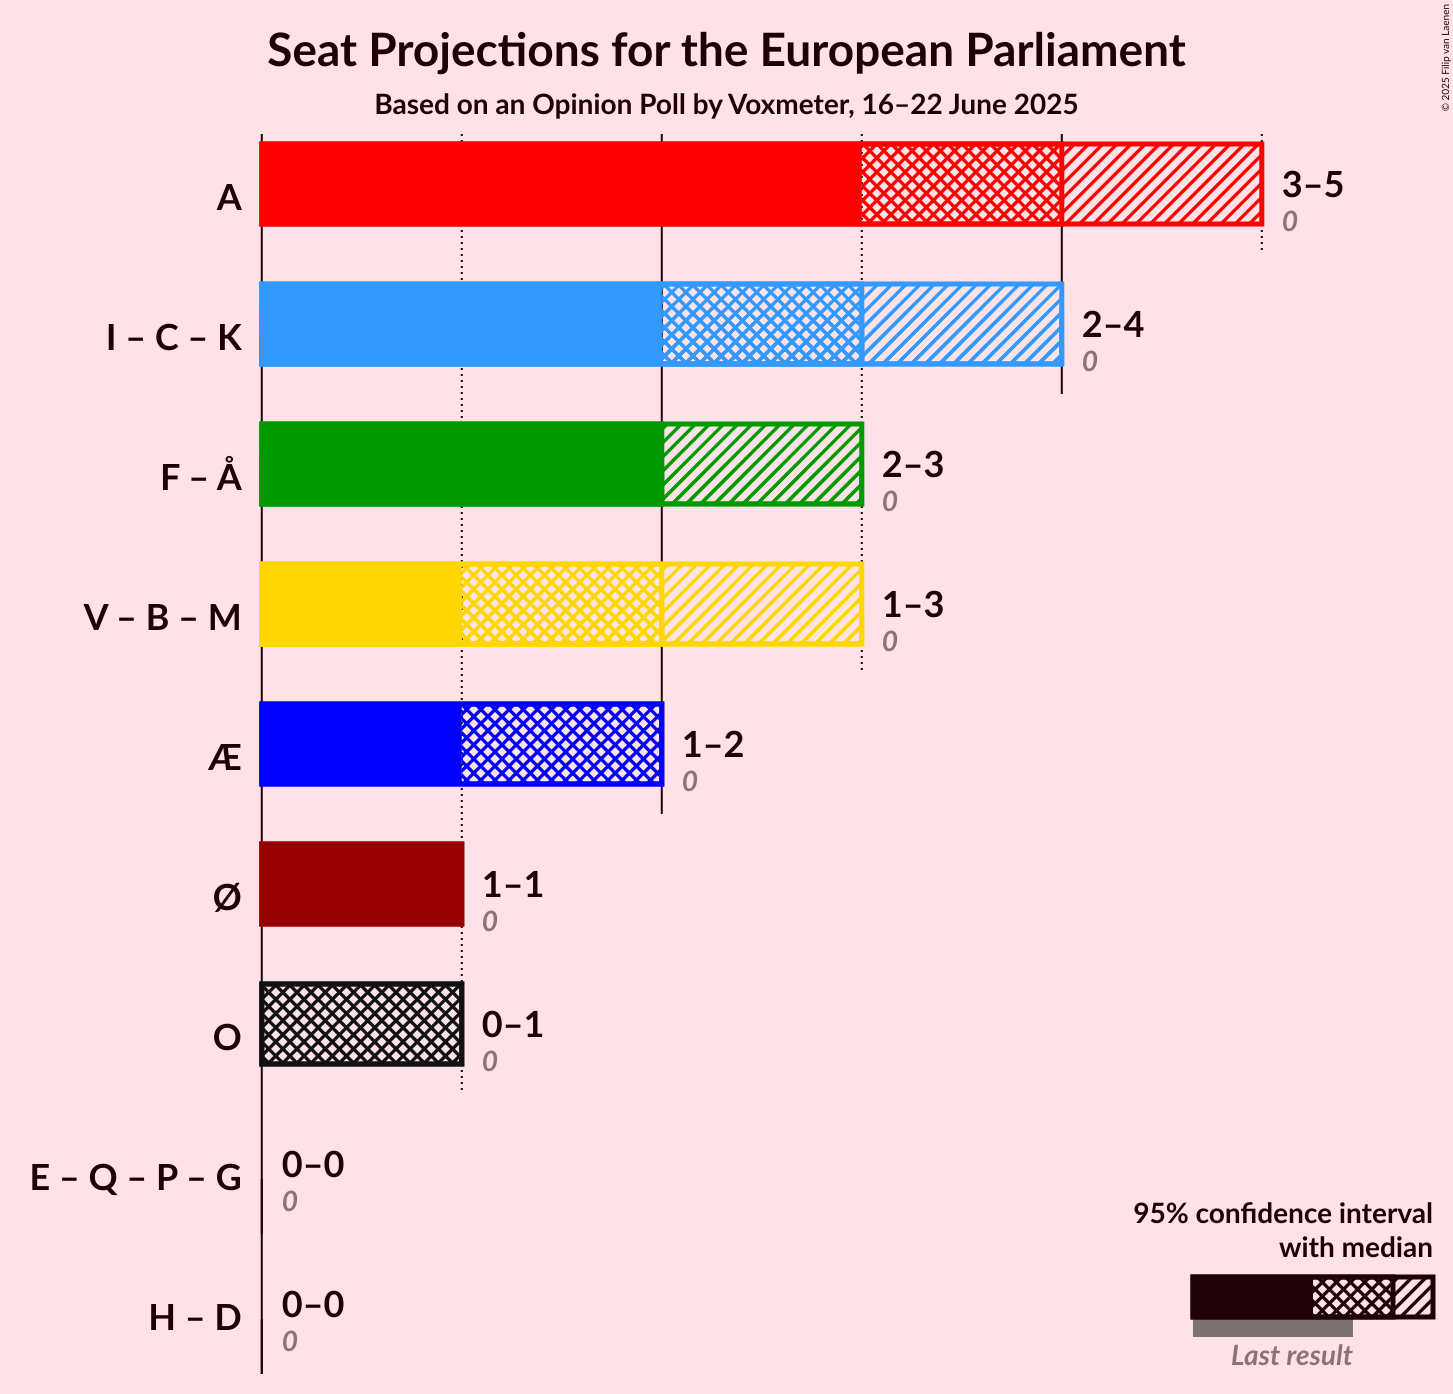 Seat Projections for the European Parliament
Based on an Opinion Poll by Voxmeter, 16–22 June 2025
© 2025 Filip van Laenen
A
3–5
0
I – C – K
2–4
0
F – Å
2–3
0
V – B – M
1–3
0
Æ
1–2
0
Ø
1–1
0
O
0–1
0
E – Q – P – G
0–0
0
H – D
0–0
0
95% confidence interval
with median
Last result